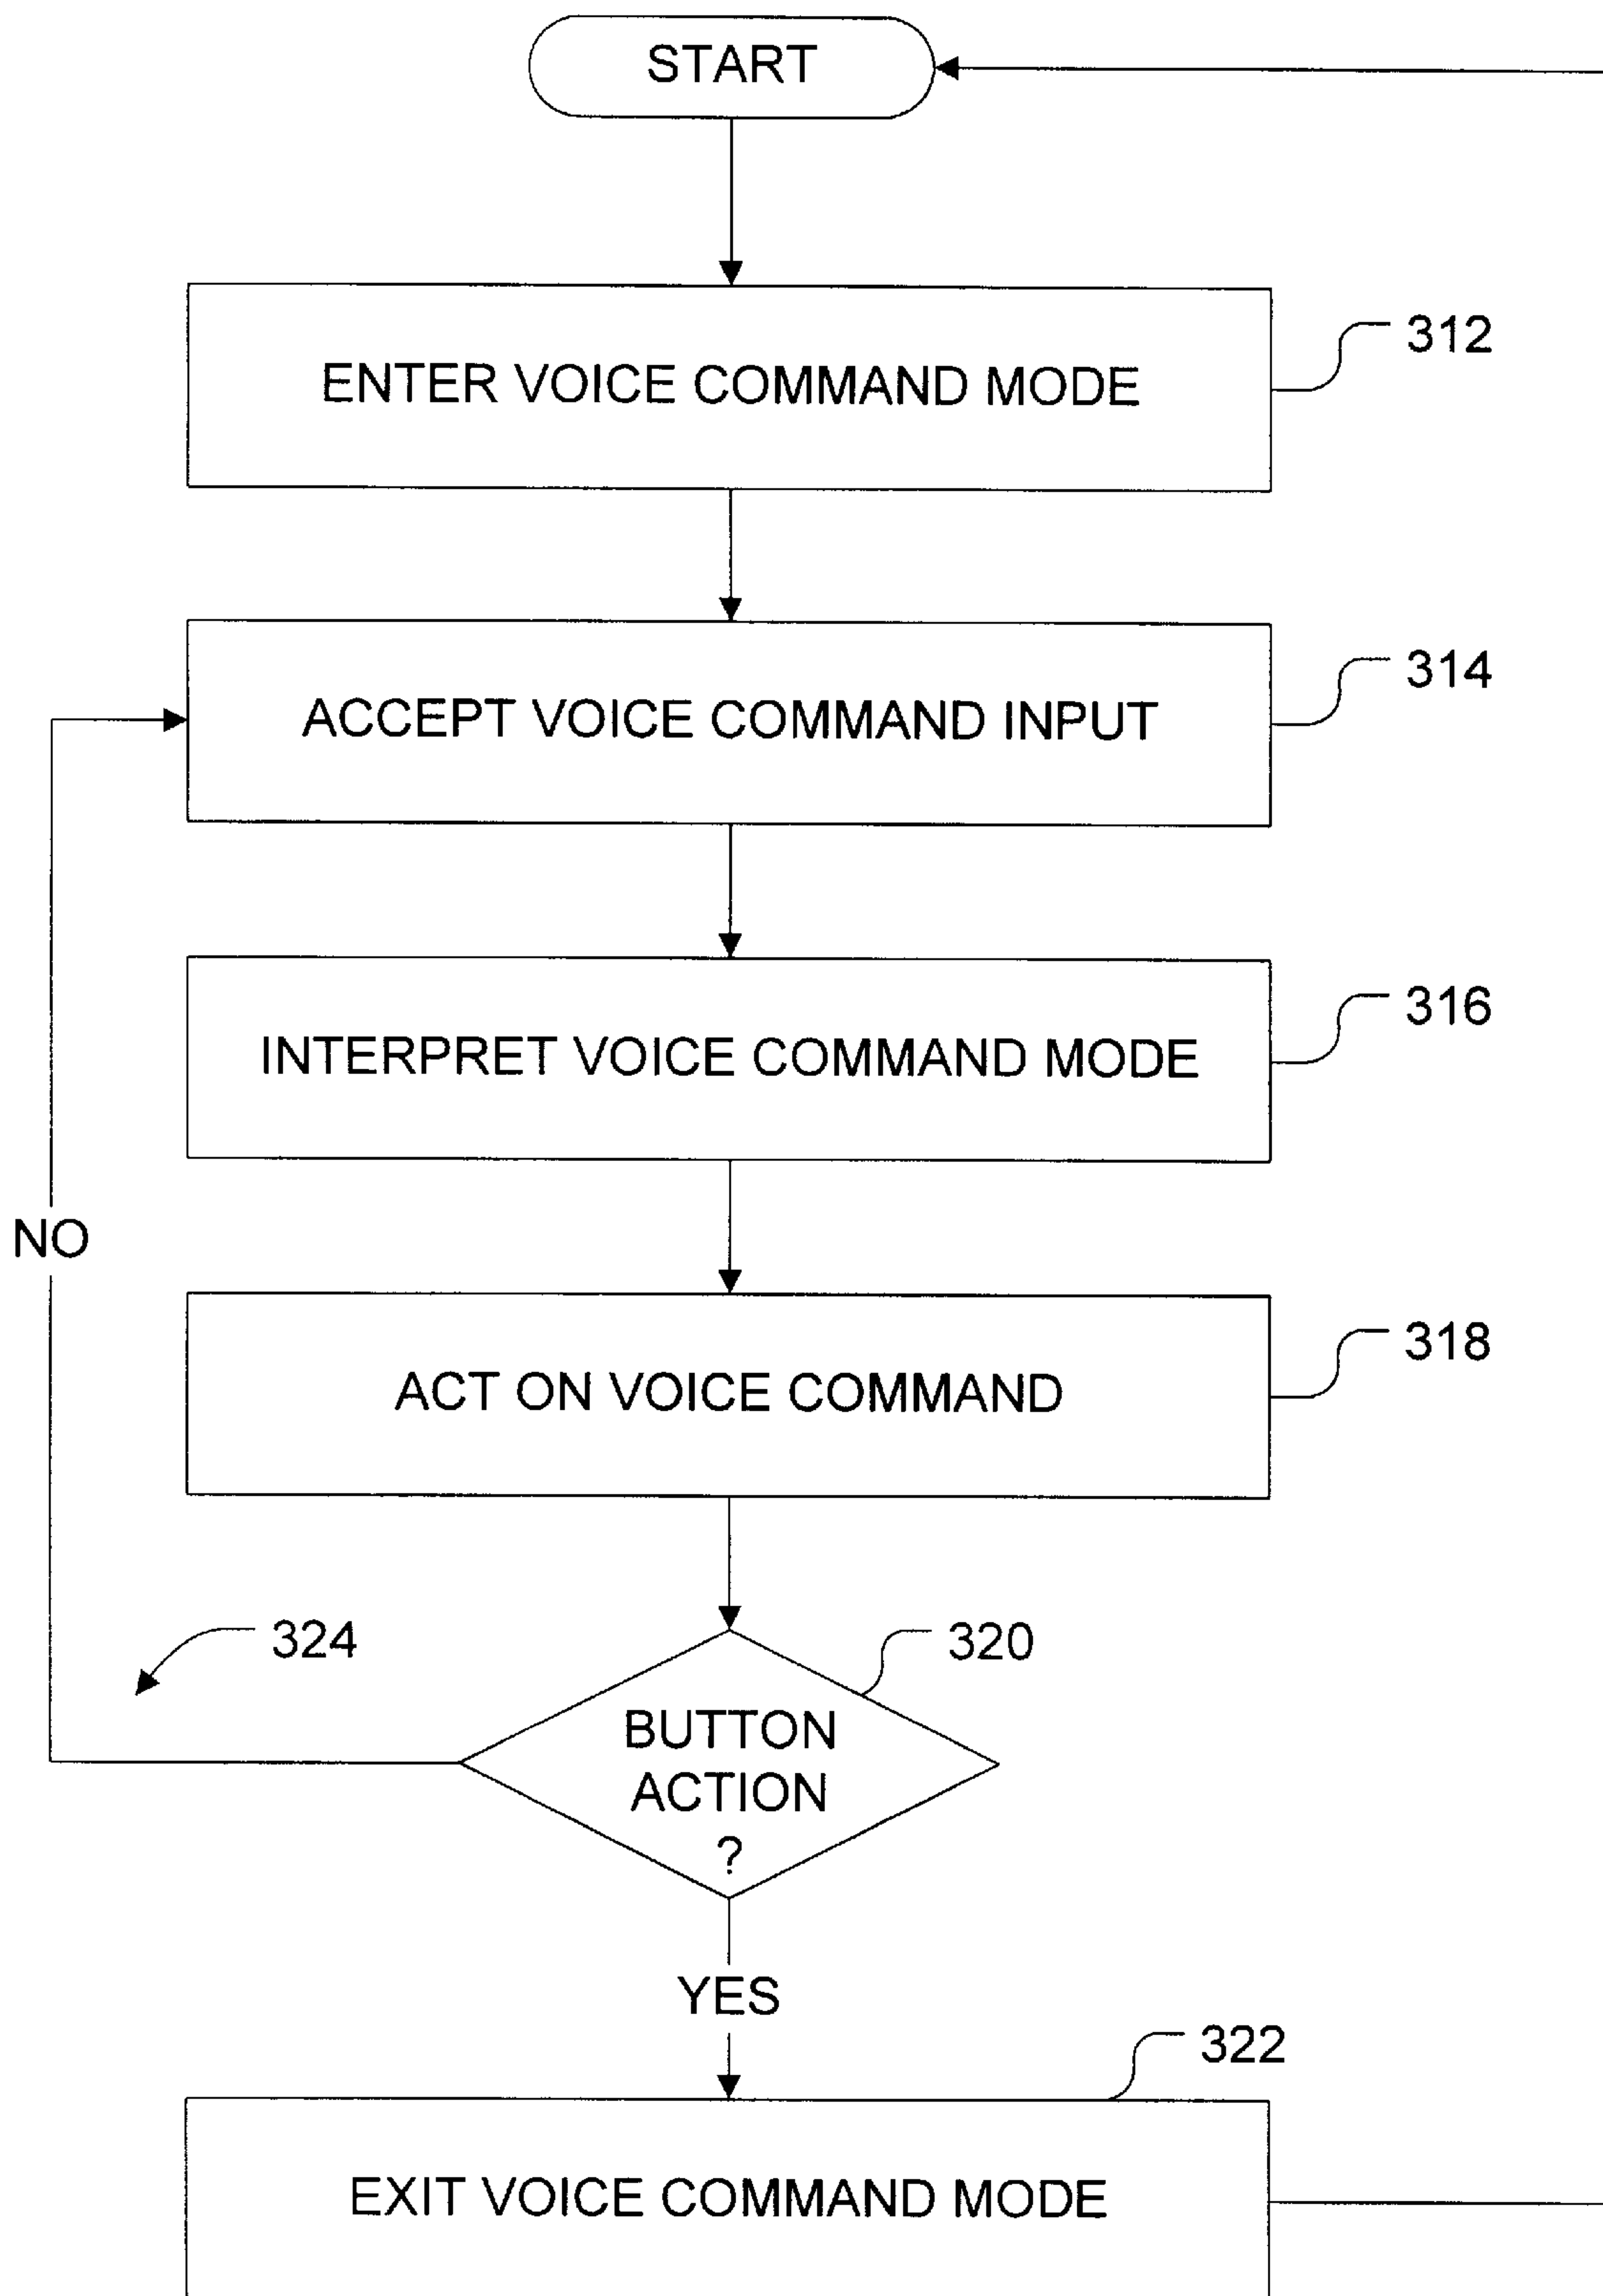 START
ENTER VOICE COMMAND MODE
312
ACCEPT VOICE COMMAND INPUT
314
INTERPRET VOICE COMMAND MODE
316
NO
ACT ON VOICE COMMAND
318
324
320
BUTTON
ACTION
?
YES
322
EXIT VOICE COMMAND MODE